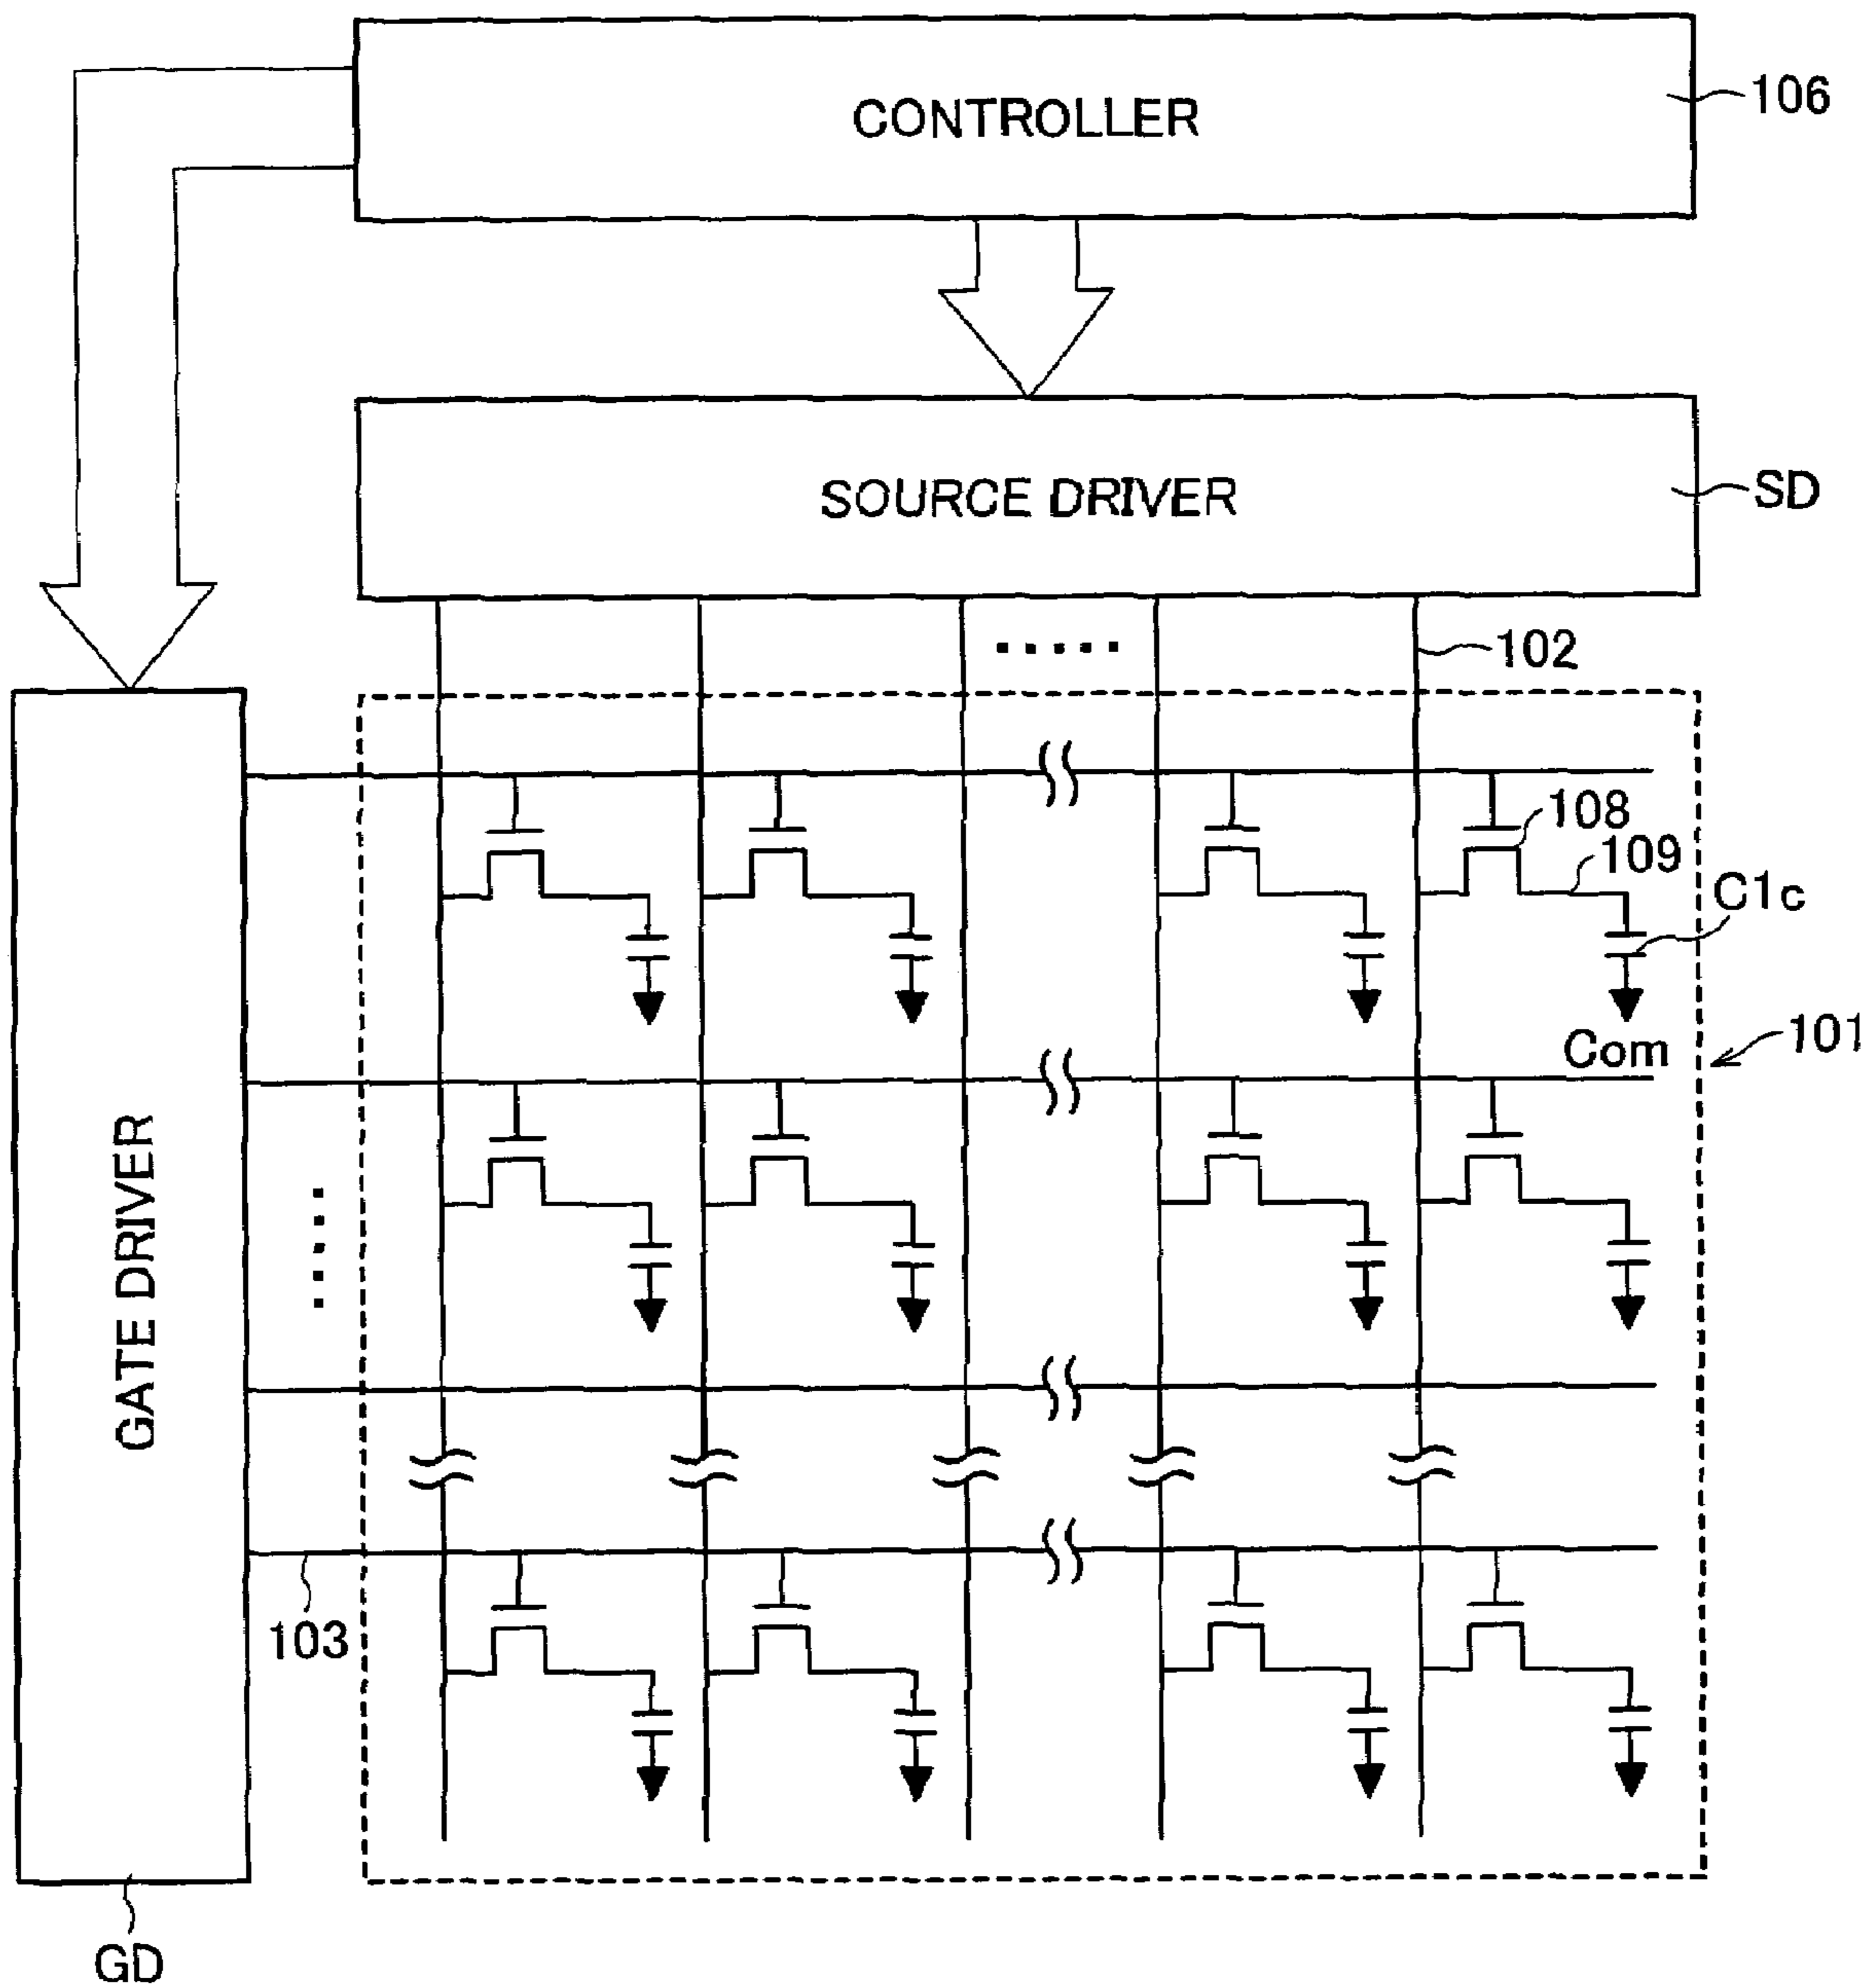 CONTROLLER
106
SOURCE DRIVER
SD
102
108
109
C1c
Com
101
GATE DRIVER
103
GD